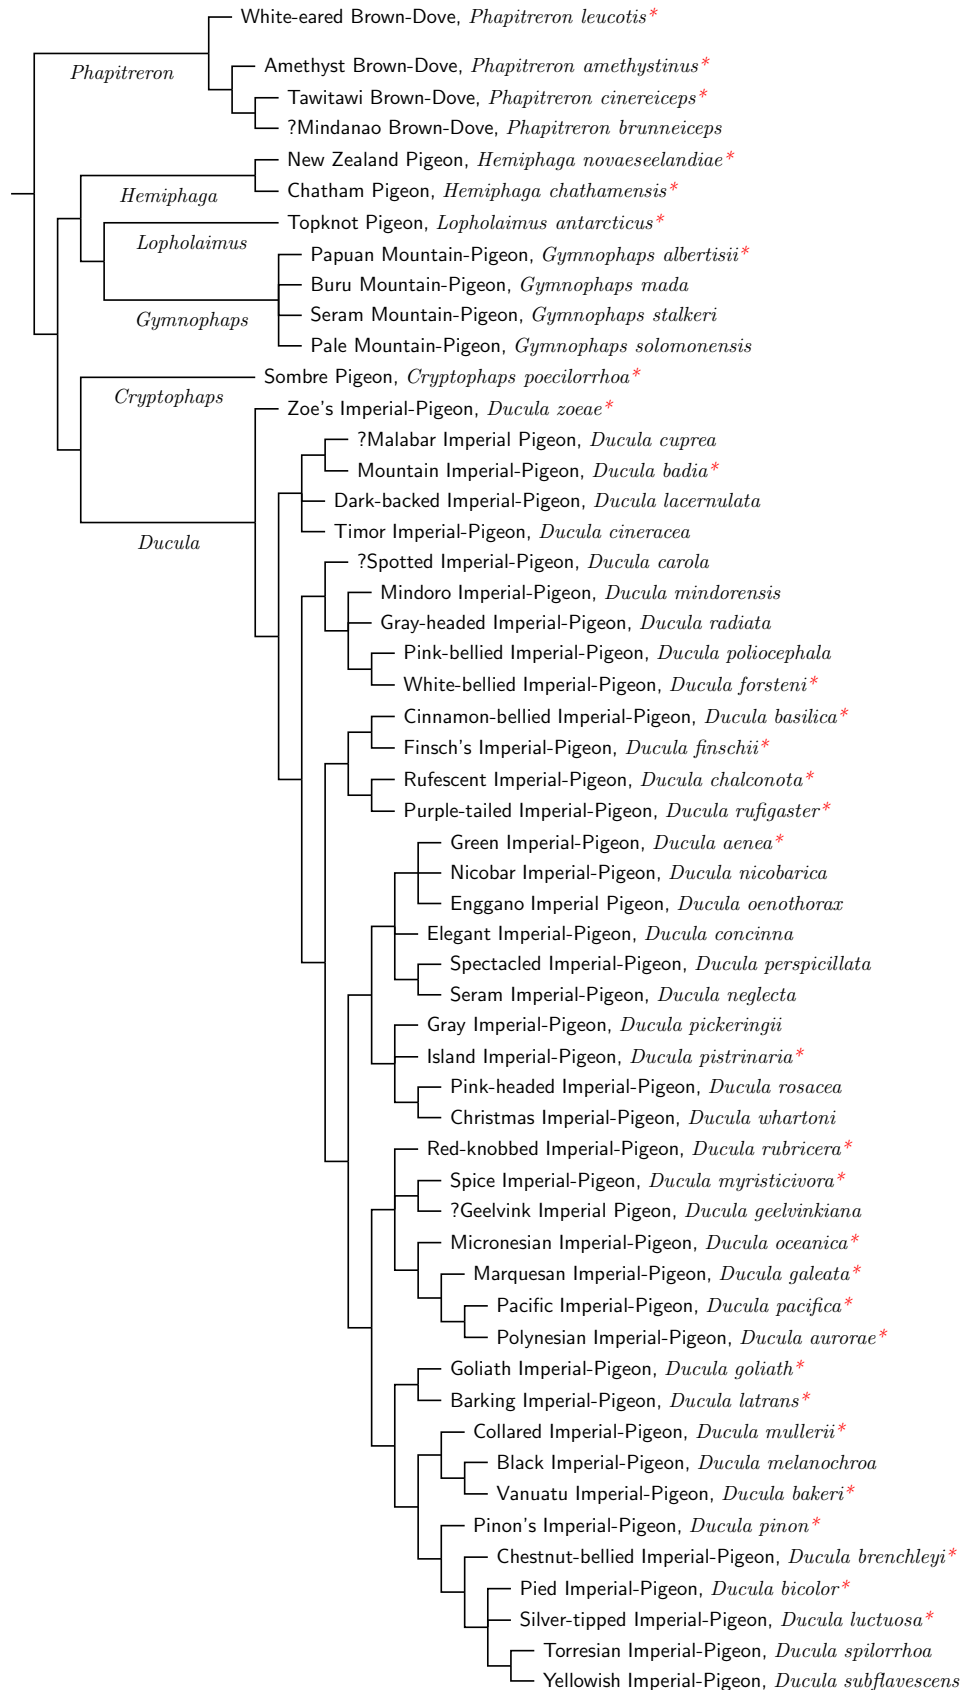 White-eared Brown-Dove, Phapitreron leucotis*
Phapitreron
Amethyst Brown-Dove, Phapitreron amethystinus*
Tawitawi Brown-Dove, Phapitreron cinereiceps*
?Mindanao Brown-Dove, Phapitreron brunneiceps
New Zealand Pigeon, Hemiphaga novaeseelandiae*
Hemiphaga
Chatham Pigeon, Hemiphaga chathamensis*
Topknot Pigeon, Lopholaimus antarcticus*
Lopholaimus
Papuan Mountain-Pigeon, Gymnophaps albertisii*
Buru Mountain-Pigeon, Gymnophaps mada
Seram Mountain-Pigeon, Gymnophaps stalkeri
Gymnophaps
Pale Mountain-Pigeon, Gymnophaps solomonensis
Sombre Pigeon, Cryptophaps poecilorrhoa*
Cryptophaps
Zoe's Imperial-Pigeon, Ducula zoeae*
?Malabar Imperial Pigeon, Ducula cuprea
Mountain Imperial-Pigeon, Ducula badia*
Dark-backed Imperial-Pigeon, Ducula lacernulata
Timor Imperial-Pigeon, Ducula cineracea
Ducula
?Spotted Imperial-Pigeon, Ducula carola
Mindoro Imperial-Pigeon, Ducula mindorensis
Gray-headed Imperial-Pigeon, Ducula radiata
Pink-bellied Imperial-Pigeon, Ducula poliocephala
White-bellied Imperial-Pigeon, Ducula forsteni*
Cinnamon-bellied Imperial-Pigeon, Ducula basilica*
Finsch's Imperial-Pigeon, Ducula finschii*
Rufescent Imperial-Pigeon, Ducula chalconota*
Purple-tailed Imperial-Pigeon, Ducula rufigaster*
Green Imperial-Pigeon, Ducula aenea*
Nicobar Imperial-Pigeon, Ducula nicobarica
Enggano Imperial Pigeon, Ducula oenothorax
Elegant Imperial-Pigeon, Ducula concinna
Spectacled Imperial-Pigeon, Ducula perspicillata
Seram Imperial-Pigeon, Ducula neglecta
Gray Imperial-Pigeon, Ducula pickeringii
Island Imperial-Pigeon, Ducula pistrinaria*
Pink-headed Imperial-Pigeon, Ducula rosacea
Christmas Imperial-Pigeon, Ducula whartoni
Red-knobbed Imperial-Pigeon, Ducula rubricera*
Spice Imperial-Pigeon, Ducula myristicivora*
?Geelvink Imperial Pigeon, Ducula geelvinkiana
Micronesian Imperial-Pigeon, Ducula oceanica*
Marquesan Imperial-Pigeon, Ducula galeata*
Pacific Imperial-Pigeon, Ducula pacifica*
Polynesian Imperial-Pigeon, Ducula aurorae*
Goliath Imperial-Pigeon, Ducula goliath*
Barking Imperial-Pigeon, Ducula latrans*
Collared Imperial-Pigeon, Ducula mullerii*
Black Imperial-Pigeon, Ducula melanochroa
Vanuatu Imperial-Pigeon, Ducula bakeri*
Pinon's Imperial-Pigeon, Ducula pinon*
Chestnut-bellied Imperial-Pigeon, Ducula brenchleyi*
Pied Imperial-Pigeon, Ducula bicolor*
Silver-tipped Imperial-Pigeon, Ducula luctuosa*
Torresian Imperial-Pigeon, Ducula spilorrhoa
Yellowish Imperial-Pigeon, Ducula subflavescens